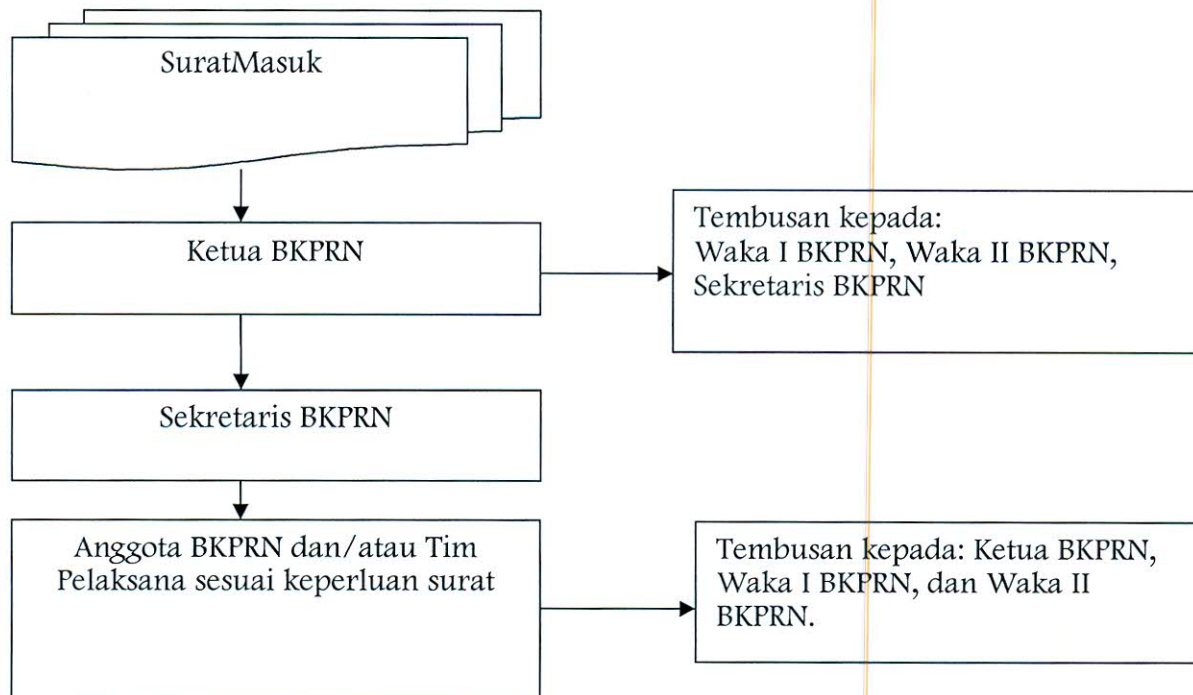 SuratMasuk
Ketua BKPRN
Tembusan kepada:
Waka I BKPRN, Waka II BKPRN,
Sekretaris BKPRN
Sekretaris BKPRN
Anggota BKPRN dan/atau Tim
Pelaksana sesuai keperluan surat
Tembusan kepada: Ketua BKPRN,
Waka I BKPRN, dan Waka II
BKPRN.